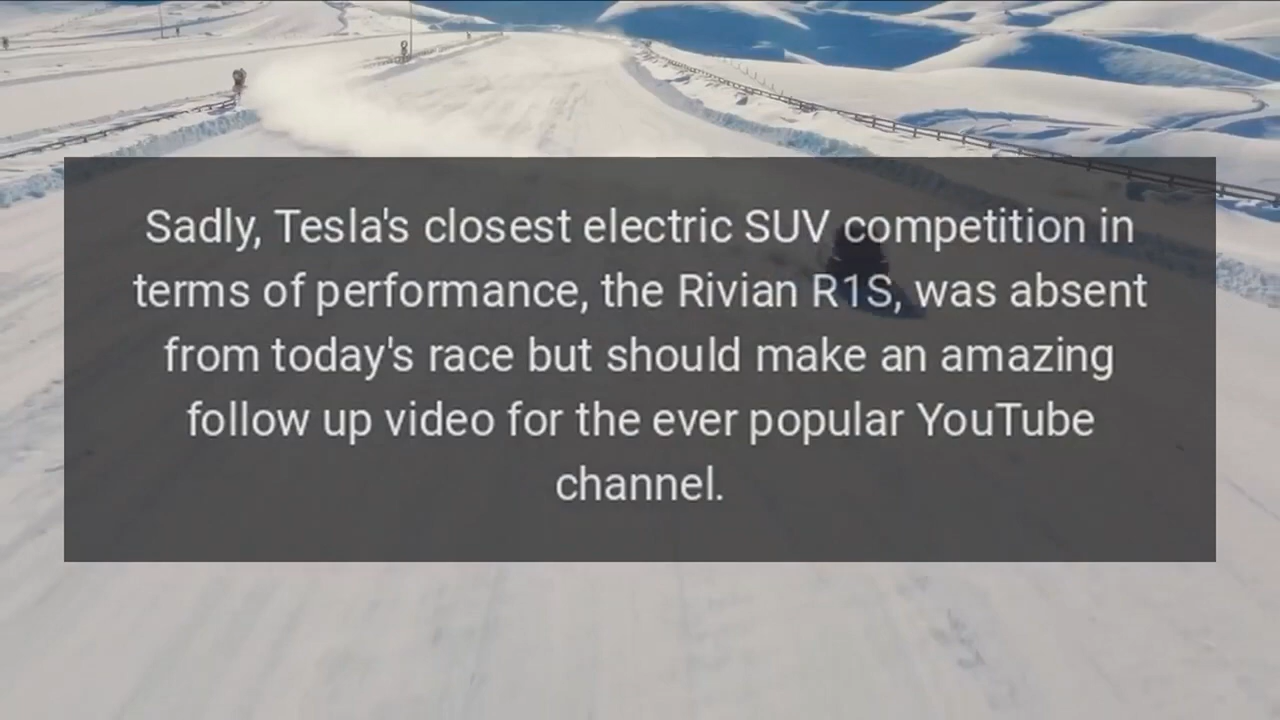 Sadly, Tesla's closest electric SUV competition in
terms of performance, the Rivian R1S, was absent
from today's race but should make an amazing
follow up video for the ever popular YouTube
channel.